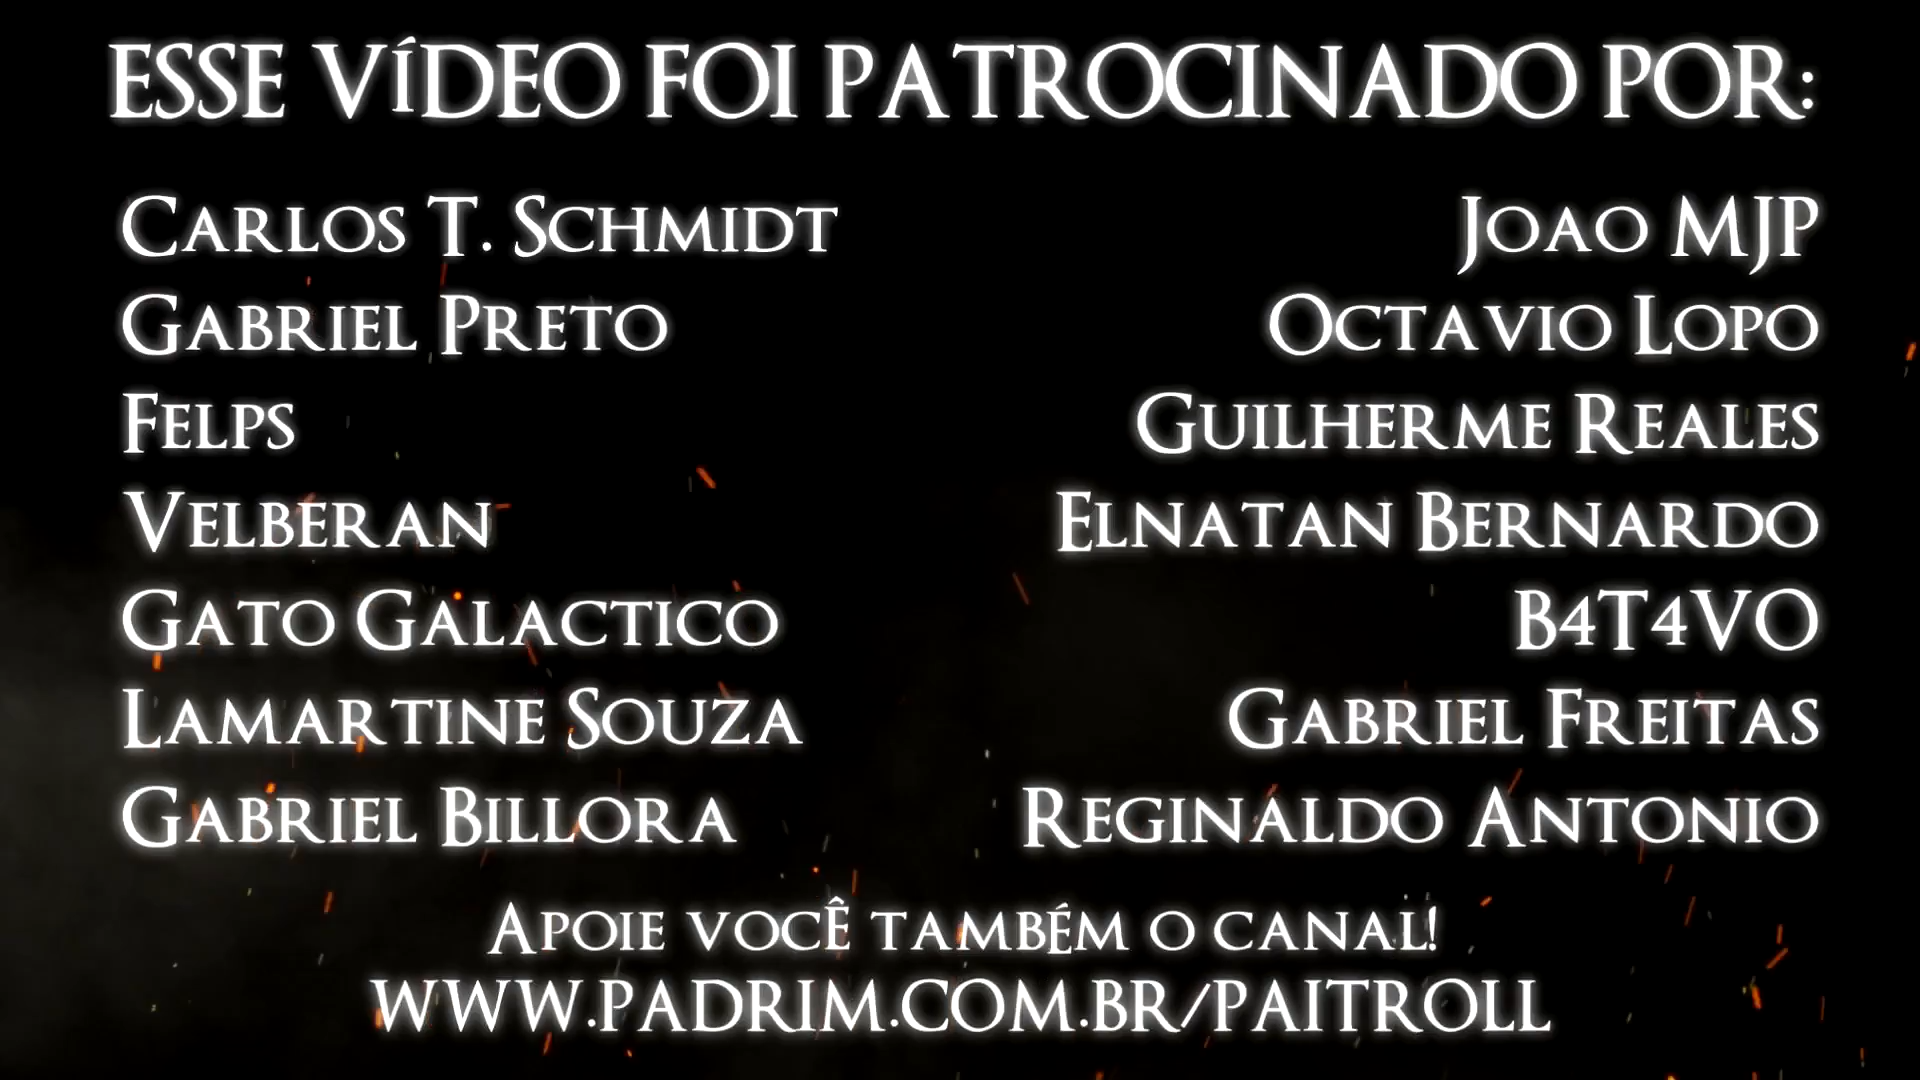 ESSE VÍDEO FOI PATROCINADO POR:
CARLOS T. SCHMIDT
GABRIEL PRETO
FELPS
VELBERAN
GATO GALACTICO
LAMARTINE SOUZA
GABRIEL BILLORA
JOAO MJP
OCTAVIO LOPO
GUILHERME REALES
ELNATAN BERNARDO
B4T4VO
GABRIEL FREITAS
REGINALDO ANTONIO
APOIE VOCÊ TAMBÉM O CANAL!
WWW.PADRIM.COM.BR/PAITROLL